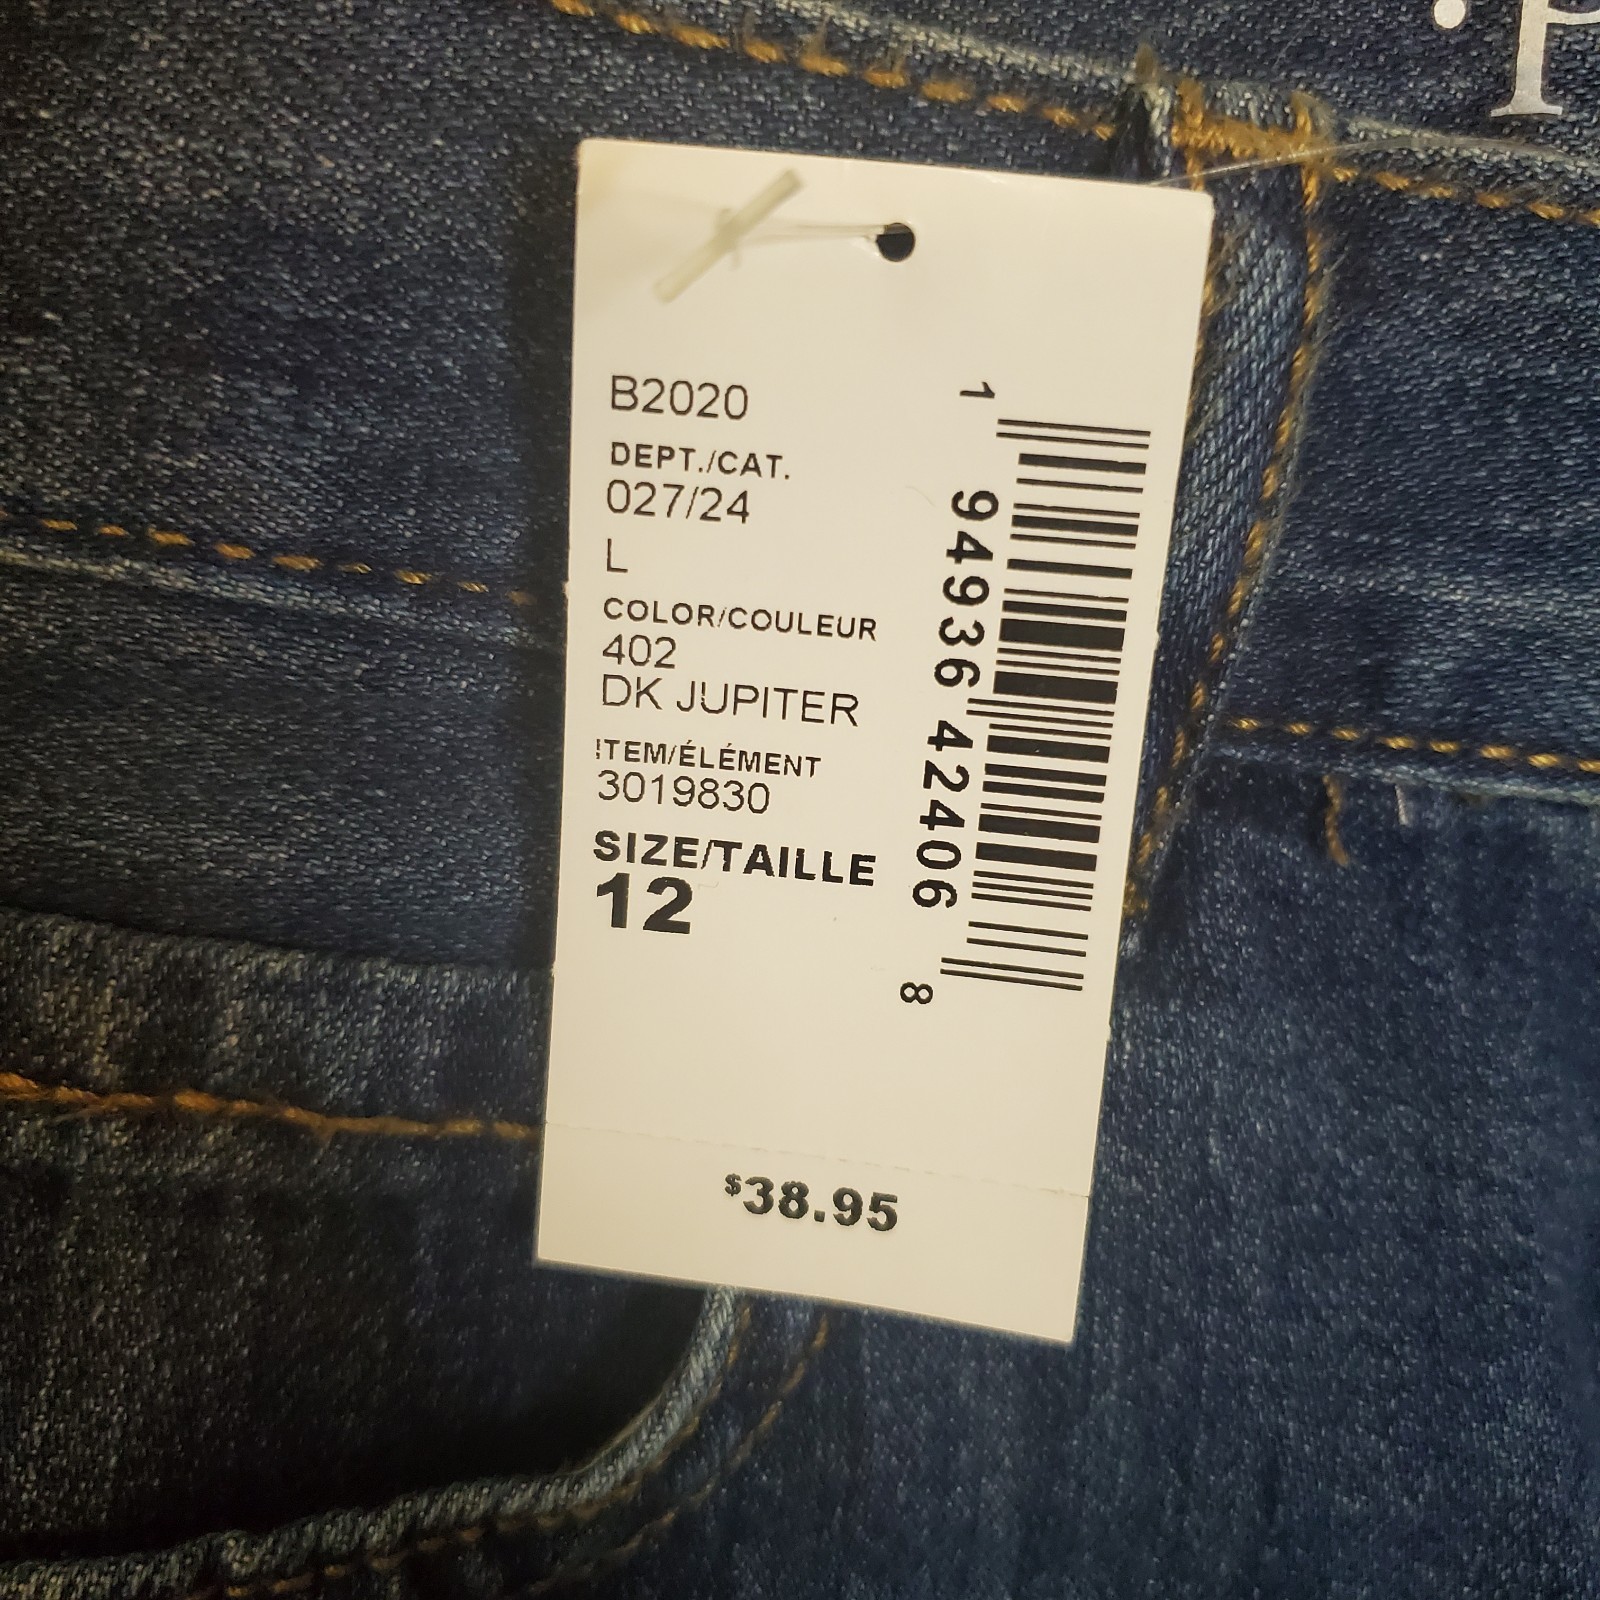 B2020
DEPT./CAT.
027/24
L
COLOR/COULEUR
402
DK JUPITER
ITEM/ÉLÉMENT
3019830
SIZE/TAILLE
12
1 94936 42406 8
$38.95